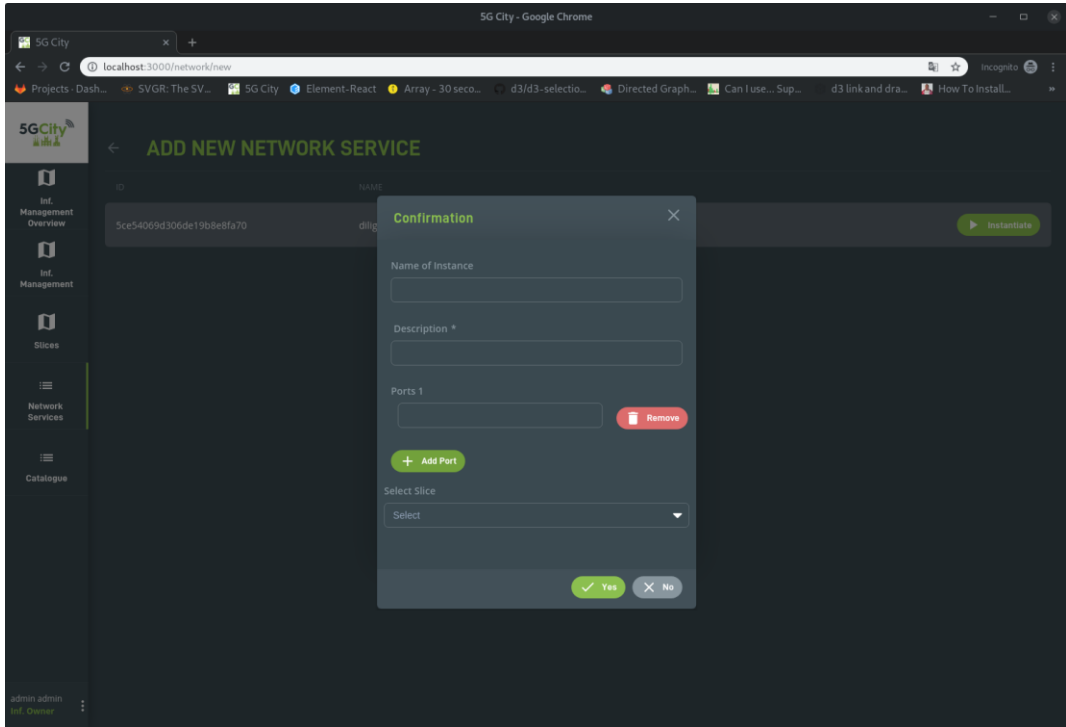 5G City - Google Chrome
5G City
localhost:3000/network/new
Incognito
Projects · Dash...
SVGR: The SV...
5G City
Element-React
Array - 30 seco...
d3/d3-selectio...
Directed Graph...
Can I use... Sup...
d3 link and dra...
How To Install...
»
5GCity
ADD NEW NETWORK SERVICE
Inf.
Management
Overview
Inf.
Management
Slices
Network
Services
Catalogue
ID
NAME
5ce54069d306de19b8e8fa70
dilig
Instantiate
Confirmation
Name of Instance
Description *
Ports 1
Remove
Add Port
Select Slice
Select
Yes
No
admin admin
Inf. Owner